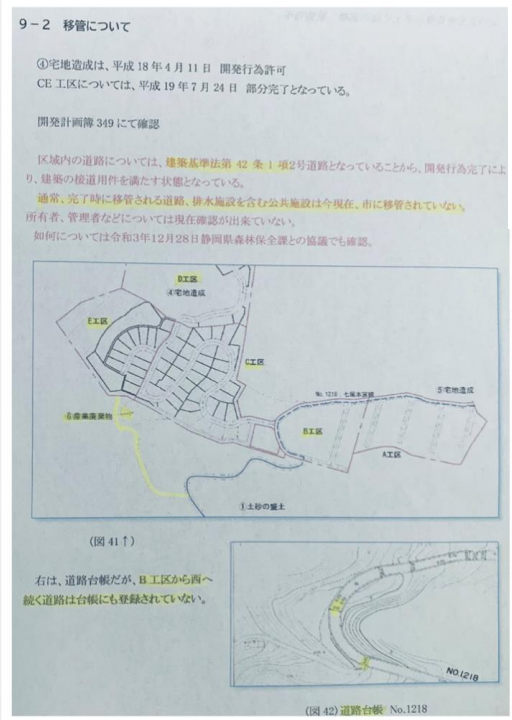 9-2 移管について
④宅地造成は、平成18年4月11日 開発行為許可
CE工区については、平成19年7月24日 部分完了となっている。
開発計画簿349にて確認
区域内の道路については、建築基準法第42条1項2号道路となっていることから、開発行為完了によ
り、建築の接道用件を満たす状態となっている。
通常、完了時に移管される道路、排水施設を含む公共施設は今現在、市に移管されていない。
所有者、管理者などについては現在確認が出来ていない。
如何については令和3年12月28日静岡県森林保全課との協議でも確認。
D工区
④宅地造成
E工区
C工区
No.1218 七尾本宮線
⑤宅地造成
⑥産業廃棄物
B工区
A工区
①土砂の盛土
(図41↑)
右は、道路台帳だが、B工区から西へ
続く道路は台帳にも登録されていない。
NO.1218
(図42)道路台帳 No.1218